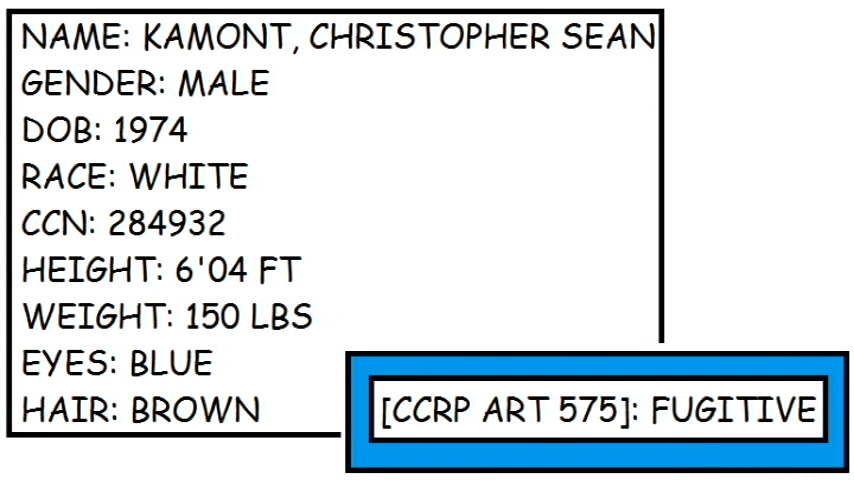 NAME: KAMONT, CHRISTOPHER SEAN
GENDER: MALE
DOB: 1974
RACE: WHITE
CCN: 284932
HEIGHT: 6'04 FT
WEIGHT: 150 LBS
EYES: BLUE
HAIR: BROWN
[CCRP ART 575]: FUGITIVE